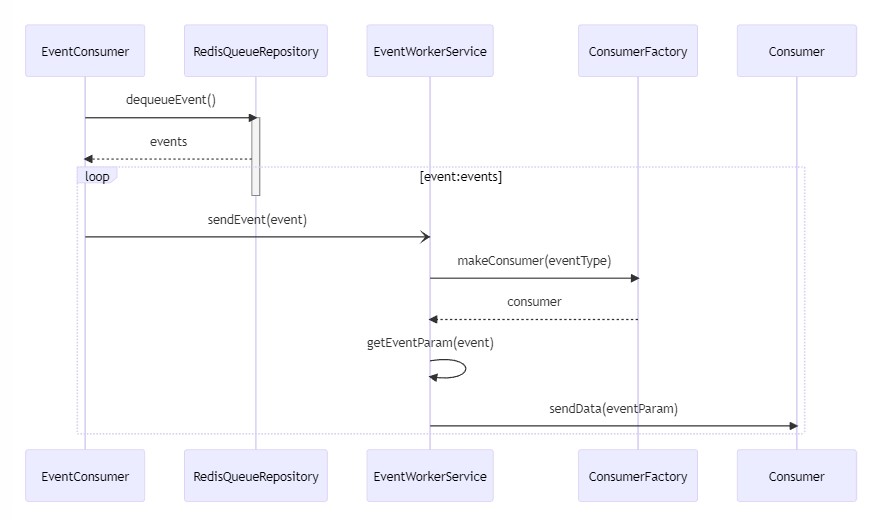 EventConsumer
RedisQueueRepository
EventWorkerService
ConsumerFactory
Consumer
dequeueEvent()
events
loop
[event:events]
sendEvent(event)
makeConsumer(eventType)
consumer
getEventParam(event)
sendData(eventParam)
EventConsumer
RedisQueueRepository
EventWorkerService
ConsumerFactory
Consumer